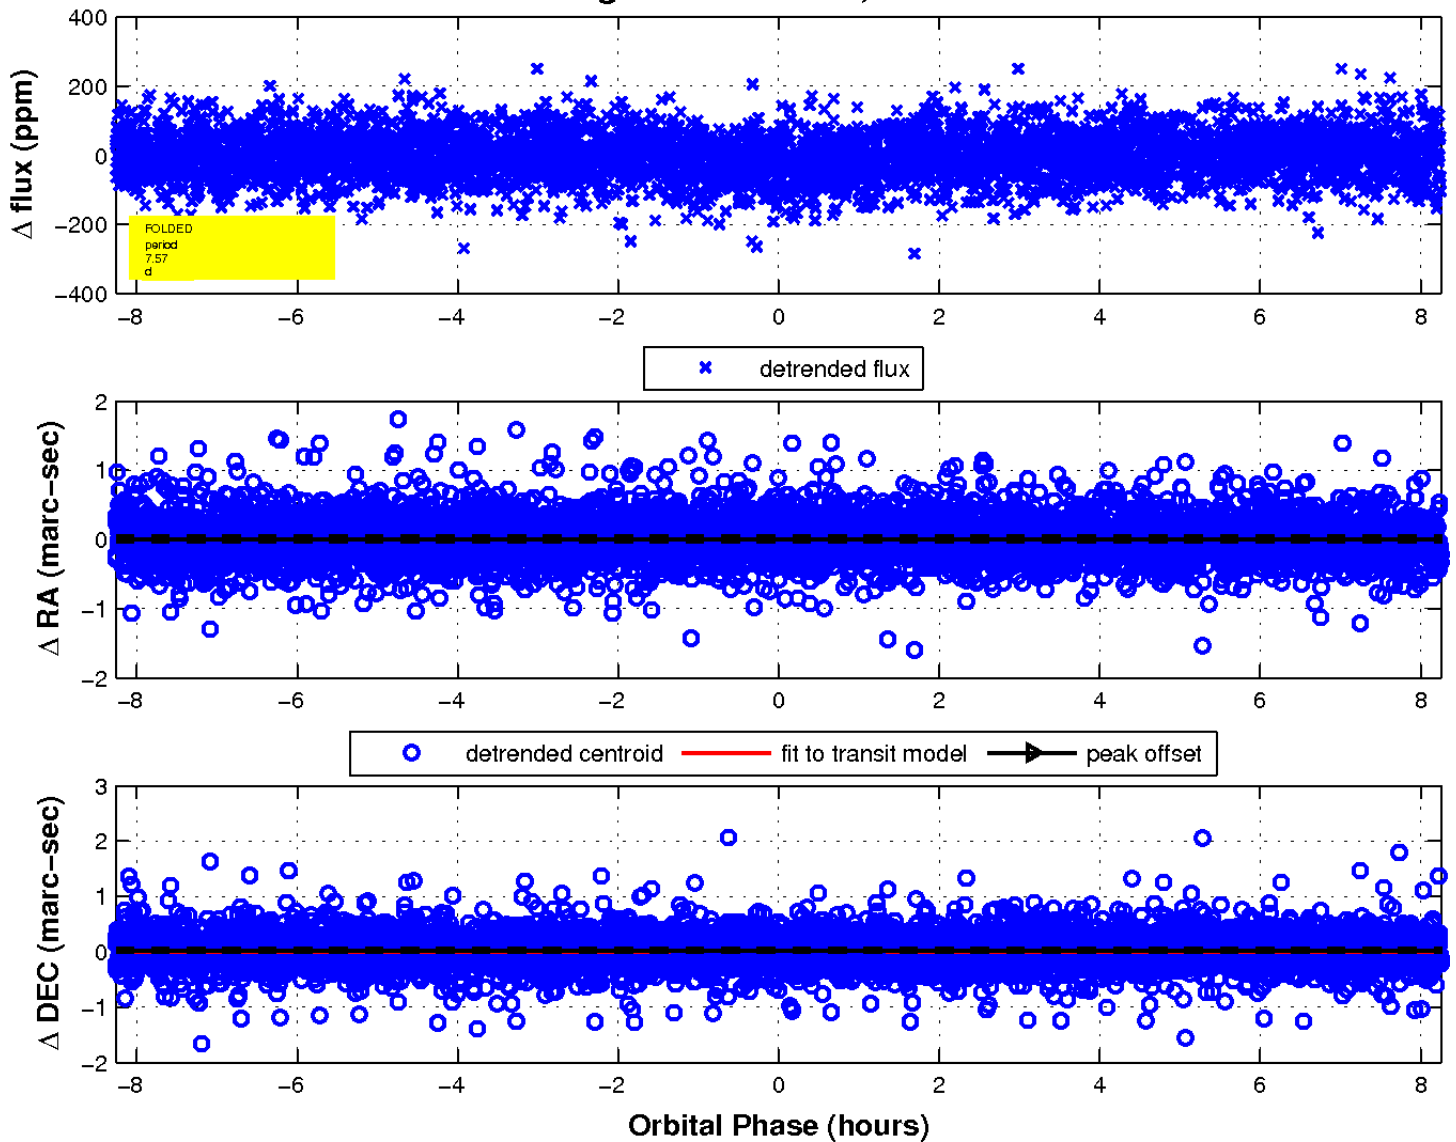 400
200
0
−200
−400
Δ flux (ppm)
FOLDED
period
7.57
d
−8 −6 −4 −2 0 2 4 6 8
detrended flux
2
1
0
−1
−2
Δ RA (marc−sec)
−8 −6 −4 −2 0 2 4 6 8
detrended centroid fit to transit model peak offset
3
2
1
0
−1
−2
Δ DEC (marc−sec)
−8 −6 −4 −2 0 2 4 6 8
Orbital Phase (hours)